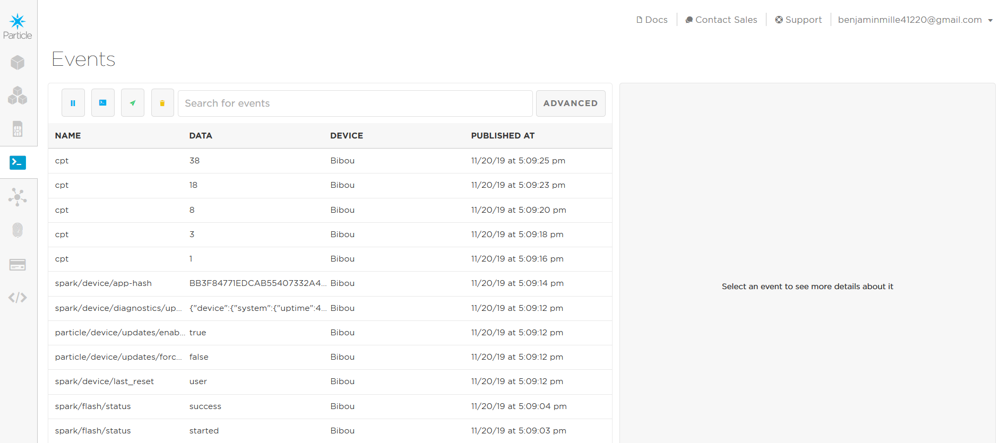 Particle
Docs Contact Sales Support benjaminmille41220@gmail.com
Events
Search for events ADVANCED
NAME DATA DEVICE PUBLISHED AT
cpt 38 Bibou 11/20/19 at 5:09:25 pm
cpt 18 Bibou 11/20/19 at 5:09:23 pm
cpt 8 Bibou 11/20/19 at 5:09:20 pm
cpt 3 Bibou 11/20/19 at 5:09:18 pm
cpt 1 Bibou 11/20/19 at 5:09:16 pm
spark/device/app-hash BB3F84771EDCAB55407332A4... Bibou 11/20/19 at 5:09:14 pm
spark/device/diagnostics/up... {"device":{"system":{"uptime":4... Bibou 11/20/19 at 5:09:12 pm
particle/device/updates/enab... true Bibou 11/20/19 at 5:09:12 pm
particle/device/updates/forc... false Bibou 11/20/19 at 5:09:12 pm
spark/device/last_reset user Bibou 11/20/19 at 5:09:12 pm
spark/flash/status success Bibou 11/20/19 at 5:09:04 pm
spark/flash/status started Bibou 11/20/19 at 5:09:03 pm
Select an event to see more details about it